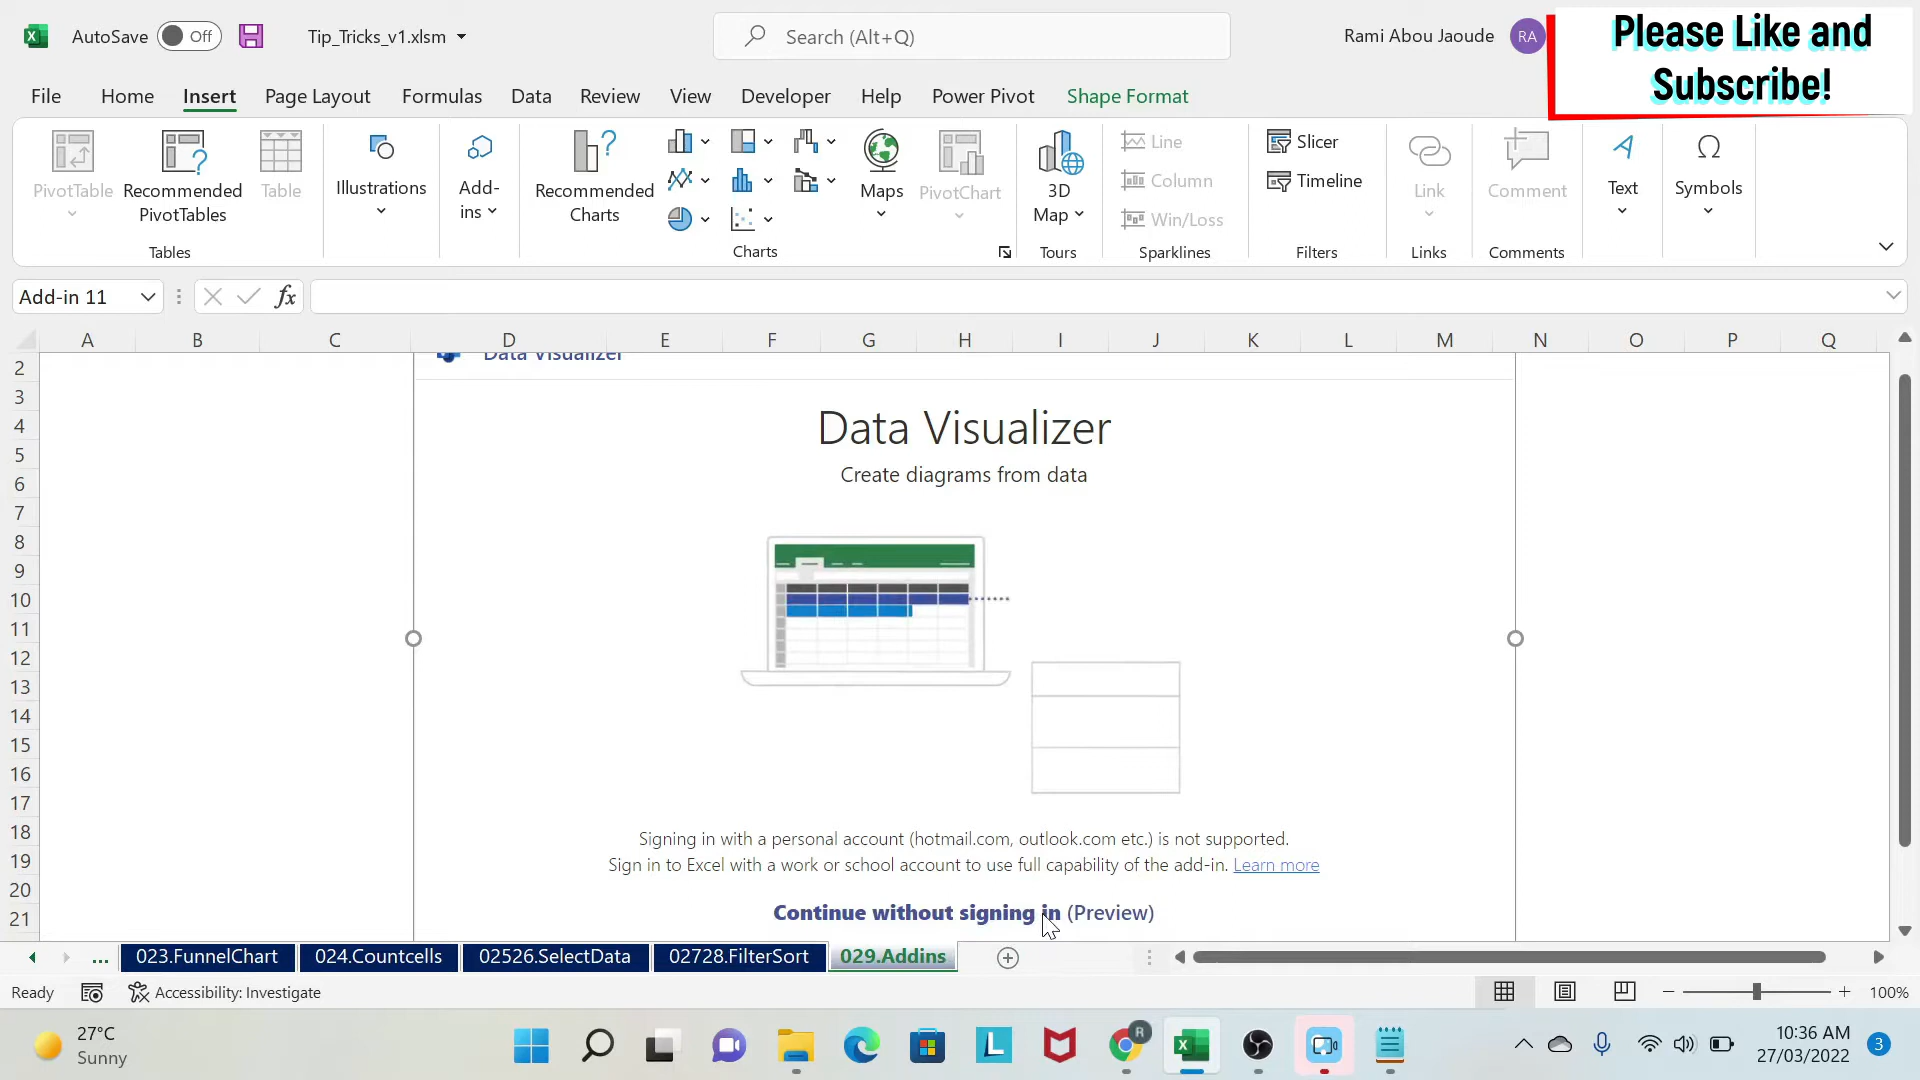 AutoSave Off Tip_Tricks_v1.xlsm Search (Alt+Q) Rami Abou Jaoude RA
Please Like and
Subscribe!
File Home Insert Page Layout Formulas Data Review View Developer Help Power Pivot Shape Format
PivotTable
Recommended
PivotTables
Table
Tables
Illustrations
Add-
ins
Recommended
Charts
Maps
PivotChart
Charts
3D
Map
Tours
Line
Column
Win/Loss
Sparklines
Slicer
Timeline
Filters
Link
Links
Comment
Comments
Text
Symbols
Add-in 11 fx
A B C D E F G H I J K L M N O P Q
2
3
4
5
6
7
8
9
10
11
12
13
14
15
16
17
18
19
20
21
Data Visualizer
Data Visualizer
Create diagrams from data
Signing in with a personal account (hotmail.com, outlook.com etc.) is not supported.
Sign in to Excel with a work or school account to use full capability of the add-in. Learn more
Continue without signing in (Preview)
... 023.FunnelChart 024.Countcells 02526.SelectData 02728.FilterSort 029.Addins
Ready Accessibility: Investigate 100%
27°C
Sunny
R
10:36 AM
27/03/2022
3